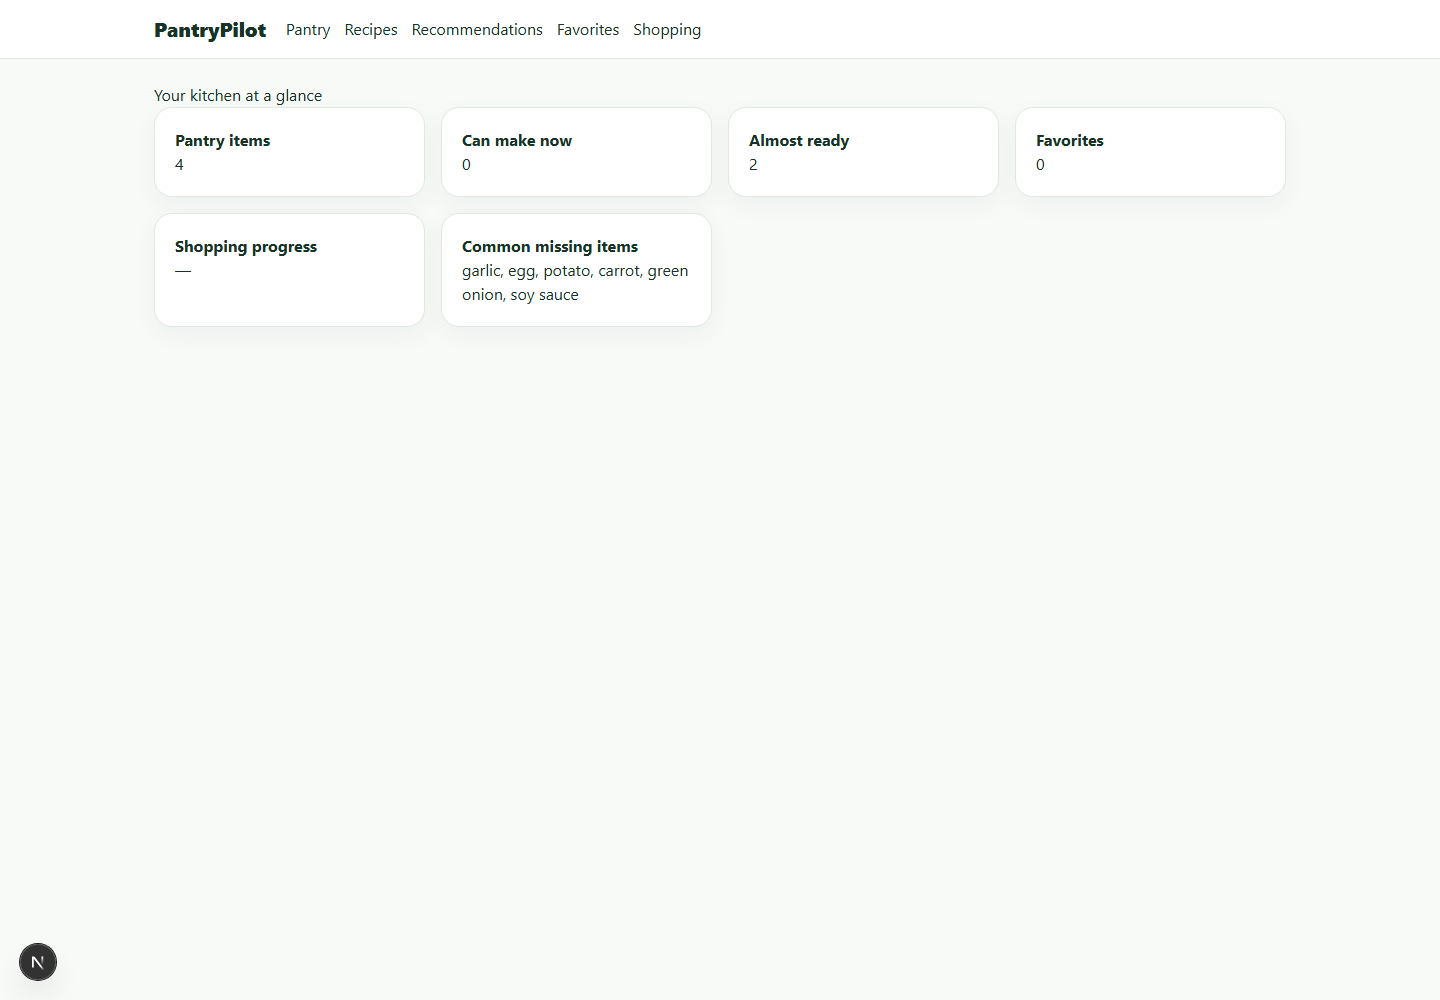 PantryPilot Pantry Recipes Recommendations Favorites Shopping
Your kitchen at a glance
Pantry items
4
Can make now
0
Almost ready
2
Favorites
0
Shopping progress
—
Common missing items
garlic, egg, potato, carrot, green
onion, soy sauce
N